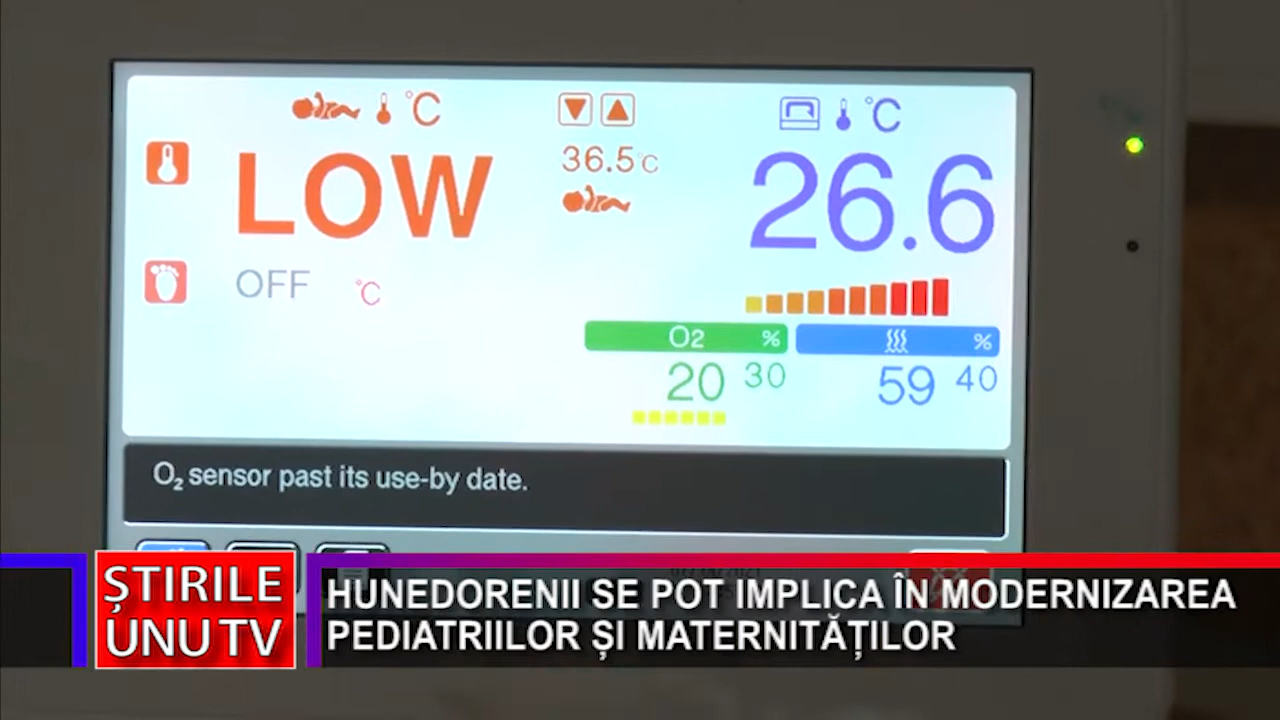 °C
°C
36.5°C
LOW
26.6
OFF °C
O2 %
%
20 30
59 40
O₂ sensor past its use-by date.
ȘTIRILE
UNU TV
HUNEDORENII SE POT IMPLICA ÎN MODERNIZAREA
PEDIATRIILOR ȘI MATERNITĂȚILOR